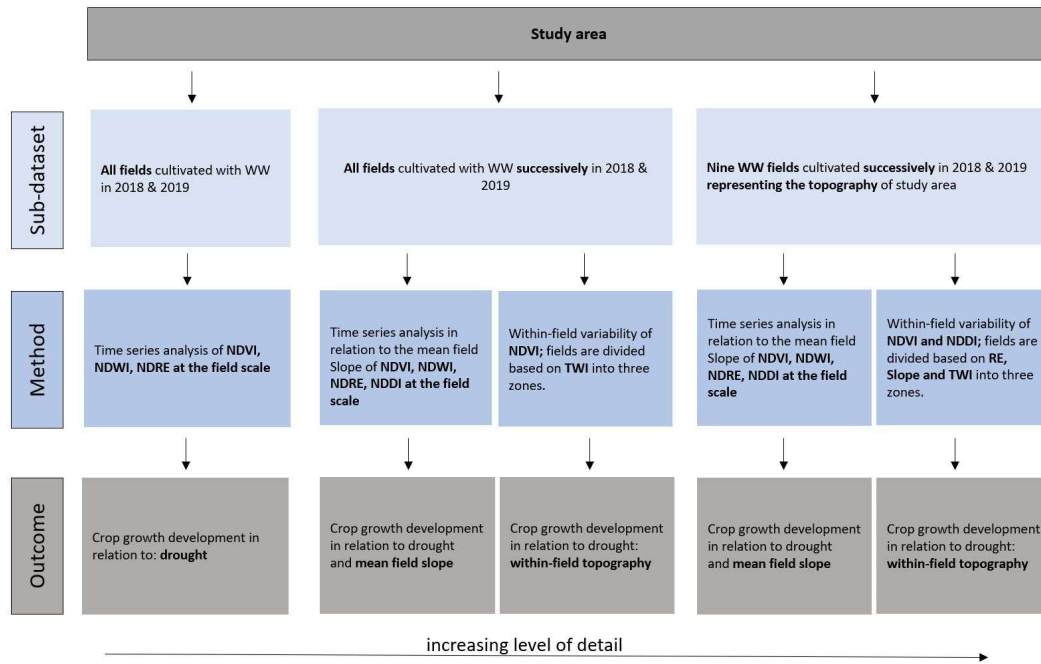 Study area
Sub-dataset
All fields cultivated with WW
in 2018 & 2019
All fields cultivated with WW successively in 2018 &
2019
Nine WW fields cultivated successively in 2018 & 2019
representing the topography of study area
Method
Time series analysis of NDVI,
NDWI, NDRE at the field scale
Time series analysis in
relation to the mean field
Slope of NDVI, NDWI,
NDRE, NDDI at the field
scale
Within-field variability of
NDVI; fields are divided
based on TWI into three
zones.
Time series analysis in
relation to the mean field
Slope of NDVI, NDWI,
NDRE, NDDI at the field
scale
Within-field variability of
NDVI and NDDI; fields are
divided based on RE,
Slope and TWI into three
zones.
Outcome
Crop growth development in
relation to: drought
Crop growth development
in relation to drought
and mean field slope
Crop growth development
in relation to drought:
within-field topography
Crop growth development
in relation to drought
and mean field slope
Crop growth development
in relation to drought:
within-field topography
increasing level of detail